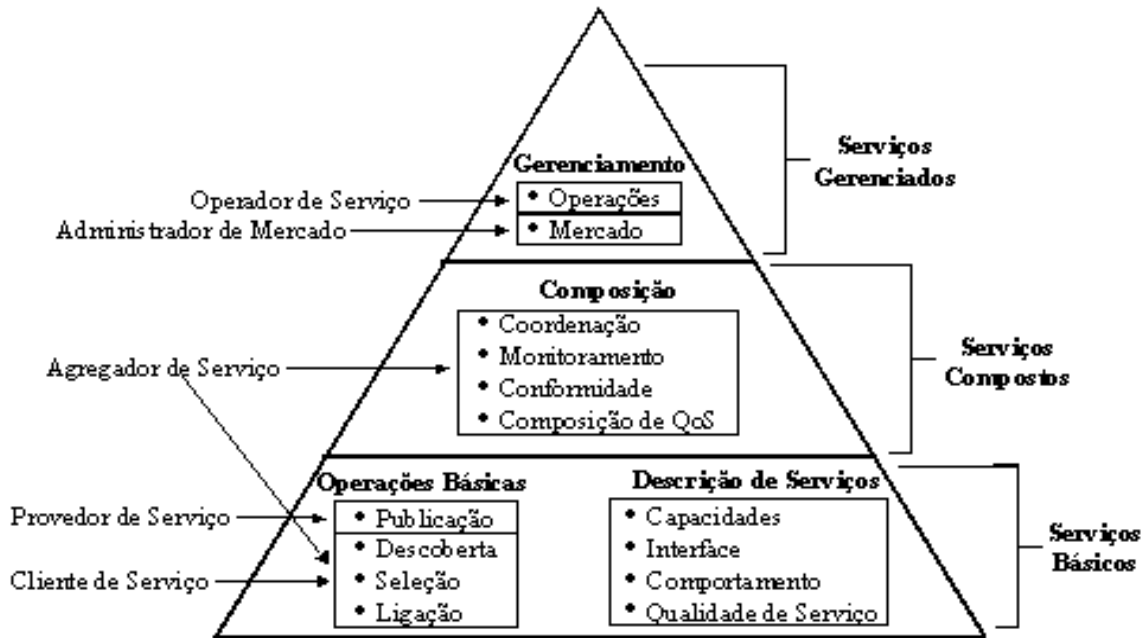 Serviços
Gerenciados
Gerenciamento
Operador de Serviço
• Operações
Administrador de Mercado
• Mercado
Composição
• Coordenação
• Monitoramento
• Conformidade
• Composição de QoS
Agregador de Serviço
Serviços
Compostos
Operações Básicas
• Publicação
• Descoberta
• Seleção
• Ligação
Provedor de Serviço
Cliente de Serviço
Descrição de Serviços
• Capacidades
• Interface
• Comportamento
• Qualidade de Serviço
Serviços
Básicos